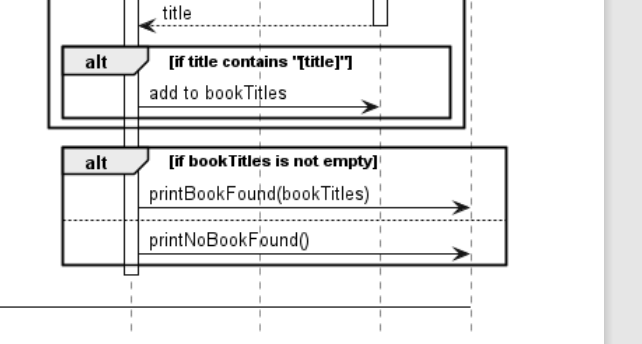 title
alt [if title contains "[title]"]
add to bookTitles
alt [if bookTitles is not empty]
printBookFound(bookTitles)
printNoBookFound()